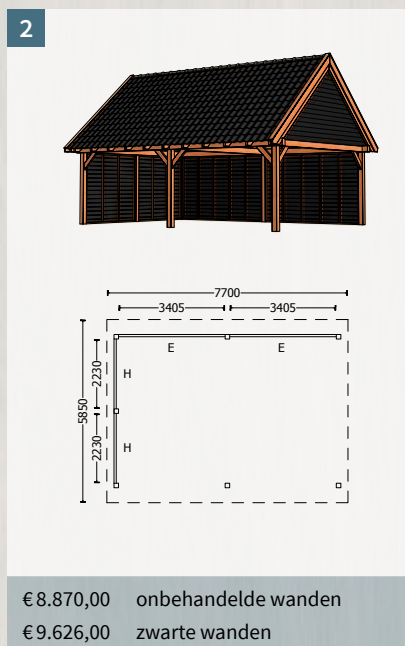 2
7700
3405 3405
E E
2230
H
5850
2230
H
€ 8.870,00 onbehandelde wanden
€ 9.626,00 zwarte wanden